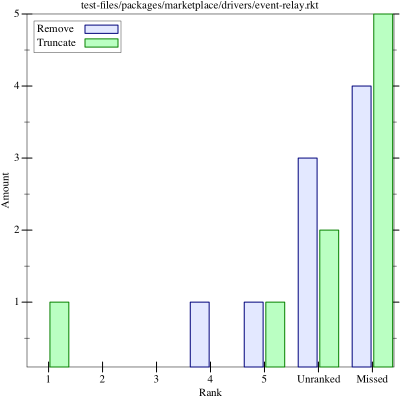 test-files/packages/marketplace/drivers/event-relay.rkt
Remove
Truncate
5
4
3
2
1
Amount
1 2 3 4 5 Unranked Missed
Rank